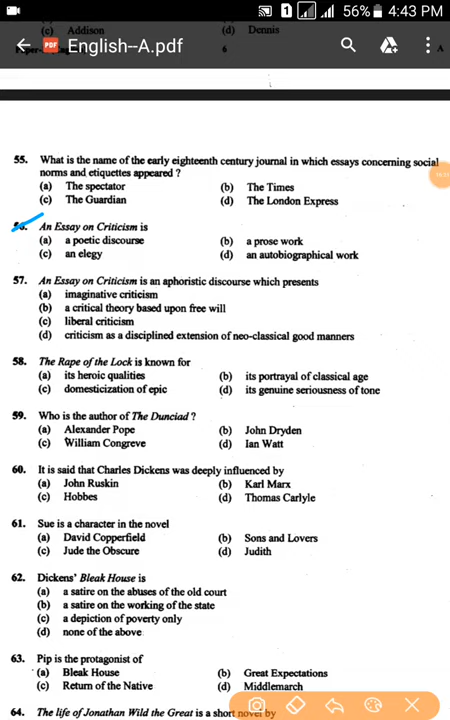 56% 4:43 PM
(c) Addison (d) Dennis
English--A.pdf
PDF
6 A
55. What is the name of the early eighteenth century journal in which essays concerning social
norms and etiquettes appeared ?
(a) The spectator (b) The Times
(c) The Guardian (d) The London Express
56. An Essay on Criticism is
(a) a poetic discourse (b) a prose work
(c) an elegy (d) an autobiographical work
57. An Essay on Criticism is an aphoristic discourse which presents
(a) imaginative criticism
(b) a critical theory based upon free will
(c) liberal criticism
(d) criticism as a disciplined extension of neo-classical good manners
58. The Rape of the Lock is known for
(a) its heroic qualities (b) its portrayal of classical age
(c) domesticization of epic (d) its genuine seriousness of tone
59. Who is the author of The Dunciad ?
(a) Alexander Pope (b) John Dryden
(c) William Congreve (d) Ian Watt
60. It is said that Charles Dickens was deeply influenced by
(a) John Ruskin (b) Karl Marx
(c) Hobbes (d) Thomas Carlyle
61. Sue is a character in the novel
(a) David Copperfield (b) Sons and Lovers
(c) Jude the Obscure (d) Judith
62. Dickens' Bleak House is
(a) a satire on the abuses of the old court
(b) a satire on the working of the state
(c) a depiction of poverty only
(d) none of the above
63. Pip is the protagonist of
(a) Bleak House (b) Great Expectations
(c) Return of the Native (d) Middlemarch
64. The life of Jonathan Wild the Great is a short novel by